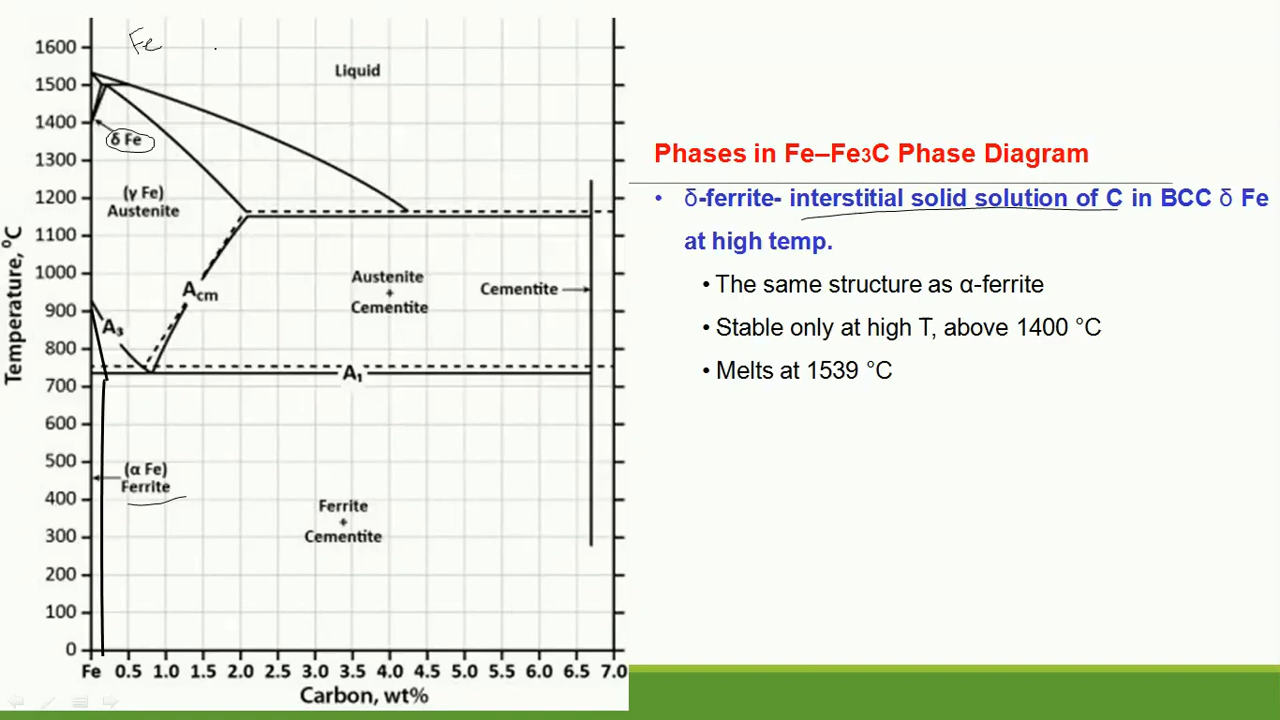 Fe
1600
1500
1400
1300
1200
1100
1000
900
800
700
600
500
400
300
200
100
0
Temperature, ⁰C
Liquid
δ Fe
(γ Fe)
Austenite
Acm
A3
A1
Austenite
+
Cementite
Cementite
(α Fe)
Ferrite
Ferrite
+
Cementite
Fe 0.5 1.0 1.5 2.0 2.5 3.0 3.5 4.0 4.5 5.0 5.5 6.0 6.5 7.0
Carbon, wt%
Phases in Fe–Fe3C Phase Diagram
• δ-ferrite- interstitial solid solution of C in BCC δ Fe
at high temp.
• The same structure as α-ferrite
• Stable only at high T, above 1400 °C
• Melts at 1539 °C